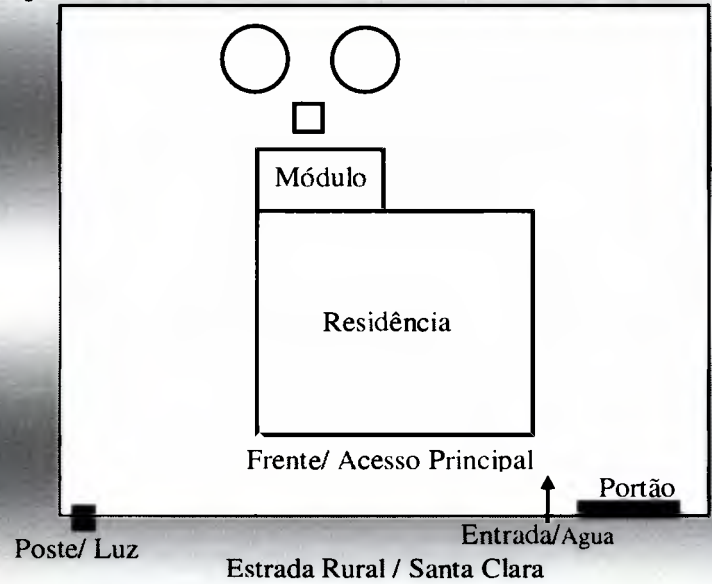 Módulo
Residência
Frente/ Acesso Principal
Portão
Entrada/Agua
Poste/ Luz
Estrada Rural / Santa Clara